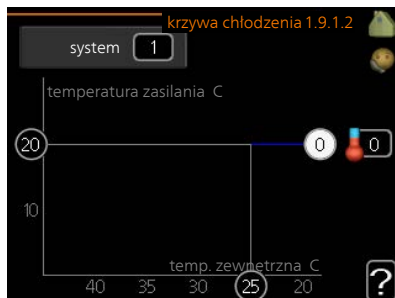 krzywa chłodzenia 1.9.1.2
system 1
temperatura zasilania C
20 0 0
10
temp. zewnętrzna C
40 35 30 25 20
?